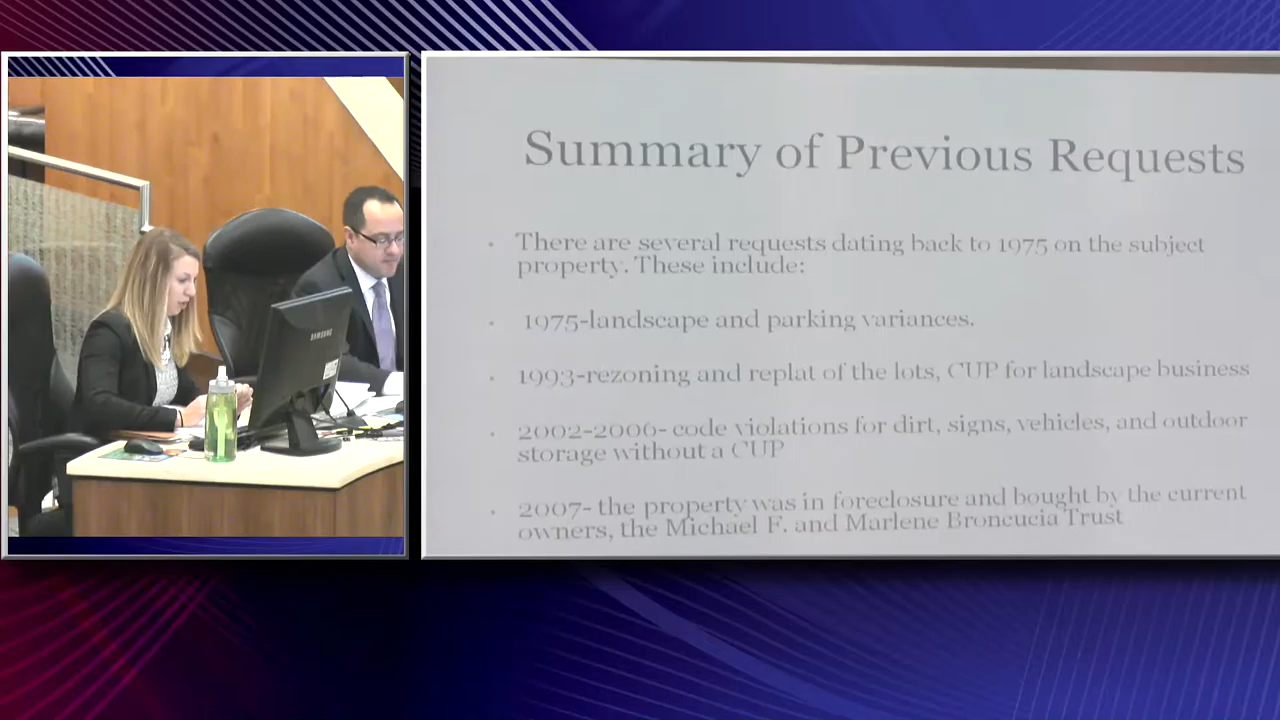 Summary of Previous Requests
There are several requests dating back to 1975 on the subject
property. These include:
1975-landscape and parking variances.
1993-rezoning and replat of the lots, CUP for landscape business
2002-2006- code violations for dirt, signs, vehicles, and outdoor
storage without a CUP
2007- the property was in foreclosure and bought by the current
owners, the Michael F. and Marlene Broncucia Trust
SAMSUNG